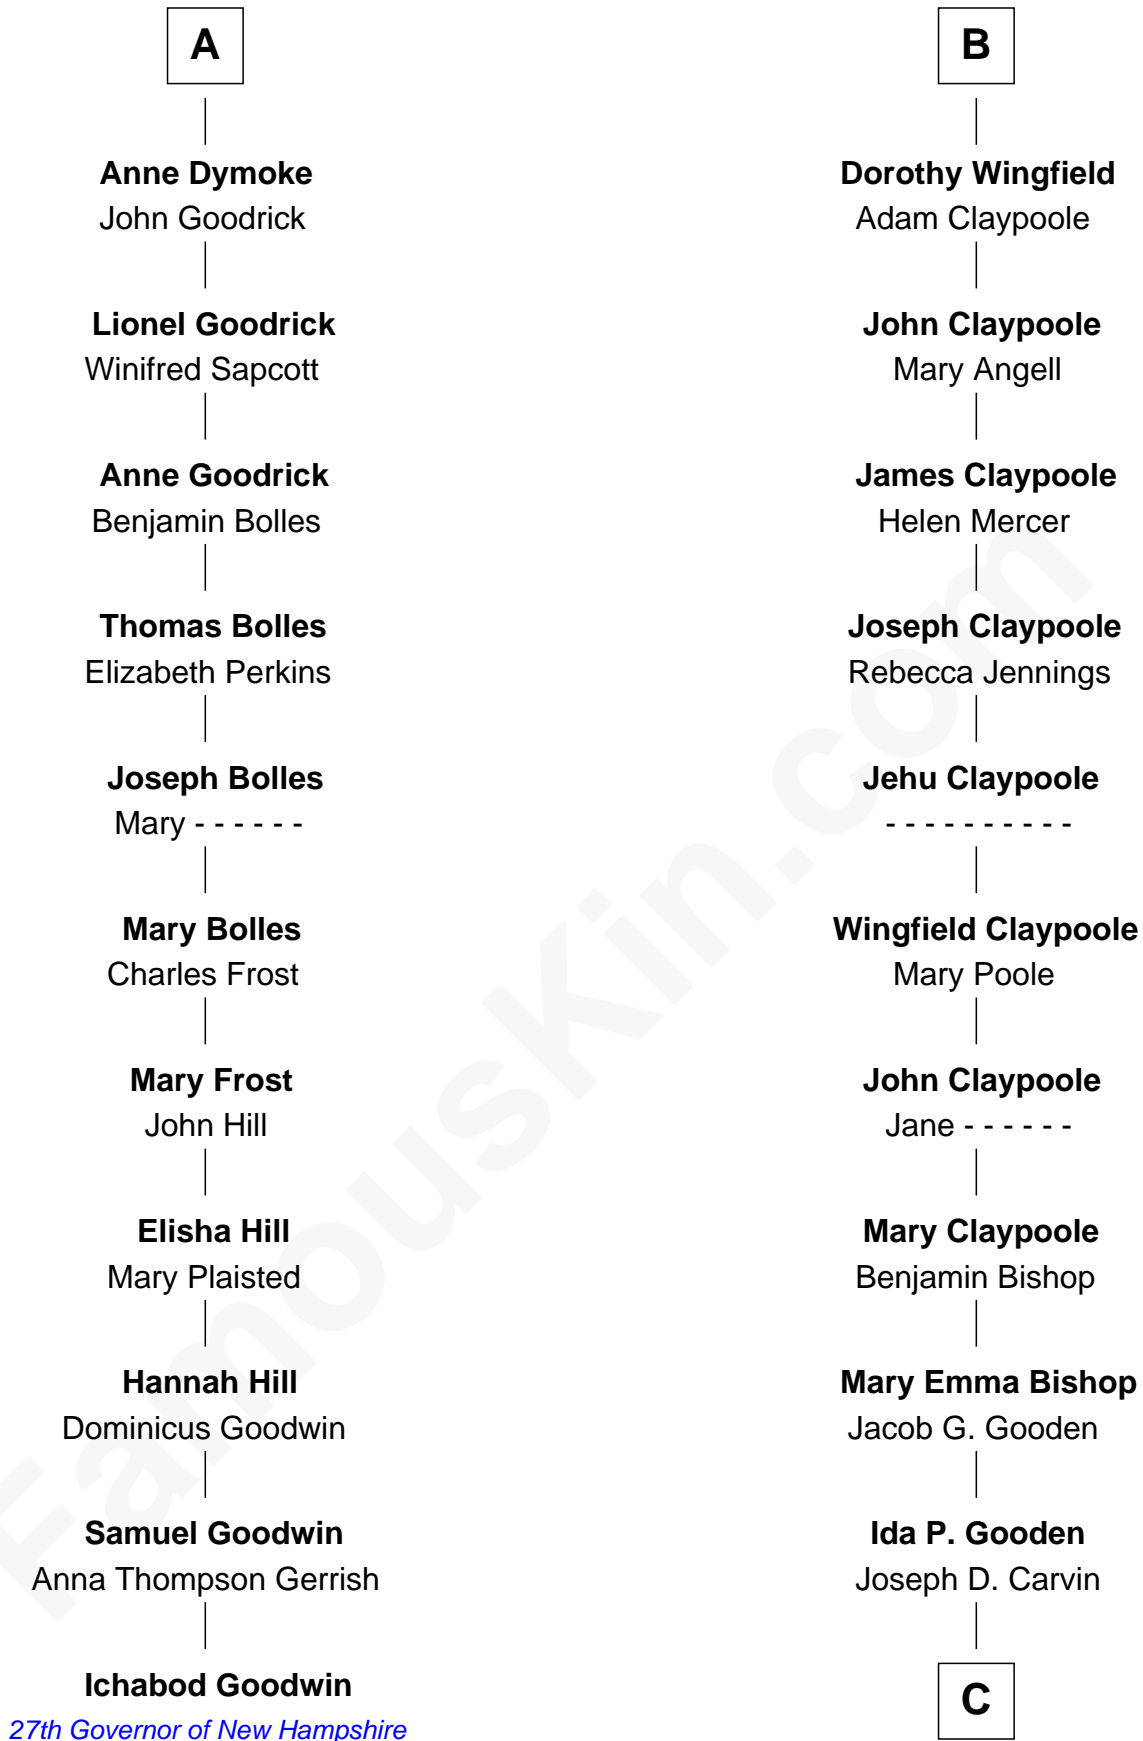 A
Anne Dymoke
John Goodrick
Lionel Goodrick
Winifred Sapcott
Anne Goodrick
Benjamin Bolles
Thomas Bolles
Elizabeth Perkins
Joseph Bolles
Mary - - - - - -
Mary Bolles
Charles Frost
Mary Frost
John Hill
Elisha Hill
Mary Plaisted
Hannah Hill
Dominicus Goodwin
Samuel Goodwin
Anna Thompson Gerrish
Ichabod Goodwin
27th Governor of New Hampshire
B
Dorothy Wingfield
Adam Claypoole
John Claypoole
Mary Angell
James Claypoole
Helen Mercer
Joseph Claypoole
Rebecca Jennings
Jehu Claypoole
- - - - - - - - - -
Wingfield Claypoole
Mary Poole
John Claypoole
Jane - - - - - -
Mary Claypoole
Benjamin Bishop
Mary Emma Bishop
Jacob G. Gooden
Ida P. Gooden
Joseph D. Carvin
C
FamousKin.com